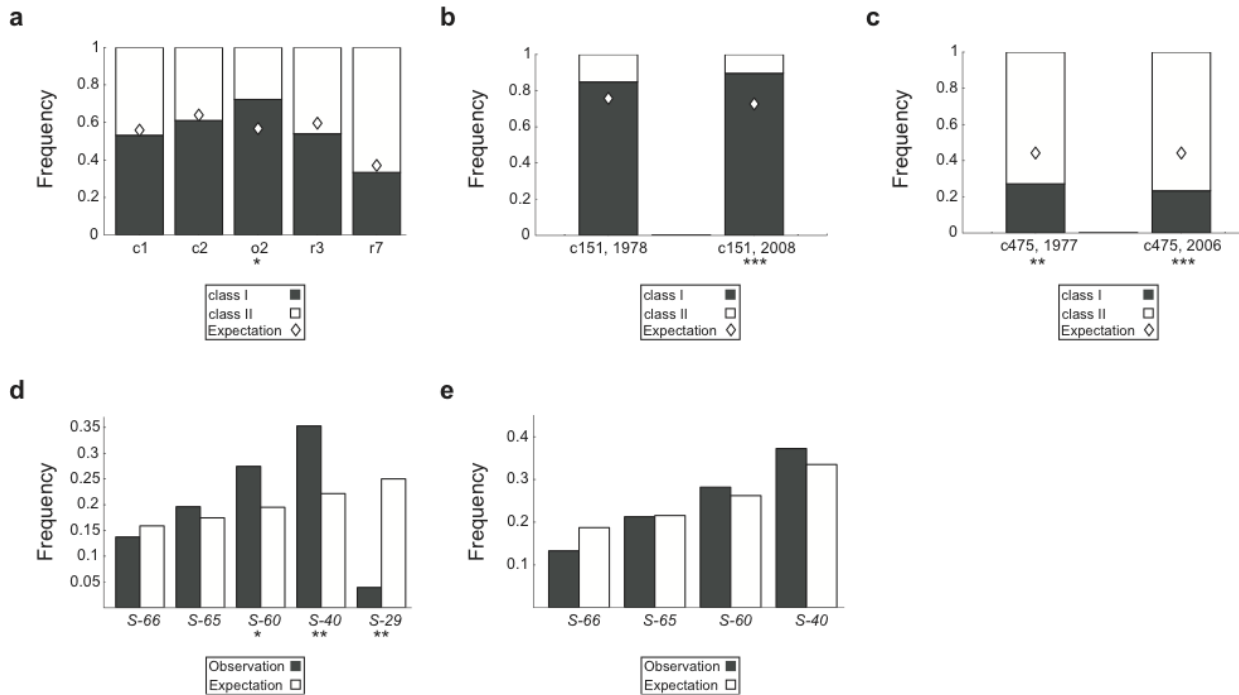 a
Frequency
1
0.8
0.6
0.4
0.2
0
c1 c2 o2 r3 r7
*
class I
class II
Expectation
b
Frequency
1
0.8
0.6
0.4
0.2
0
c151, 1978 c151, 2008
***
class I
class II
Expectation
c
Frequency
1
0.8
0.6
0.4
0.2
0
c475, 1977 c475, 2006
** ***
class I
class II
Expectation
d
Frequency
0.35
0.3
0.25
0.2
0.15
0.1
0.05
S-66 S-65 S-60 S-40 S-29
* ** **
Observation
Expectation
e
Frequency
0.4
0.3
0.2
0.1
S-66 S-65 S-60 S-40
Observation
Expectation